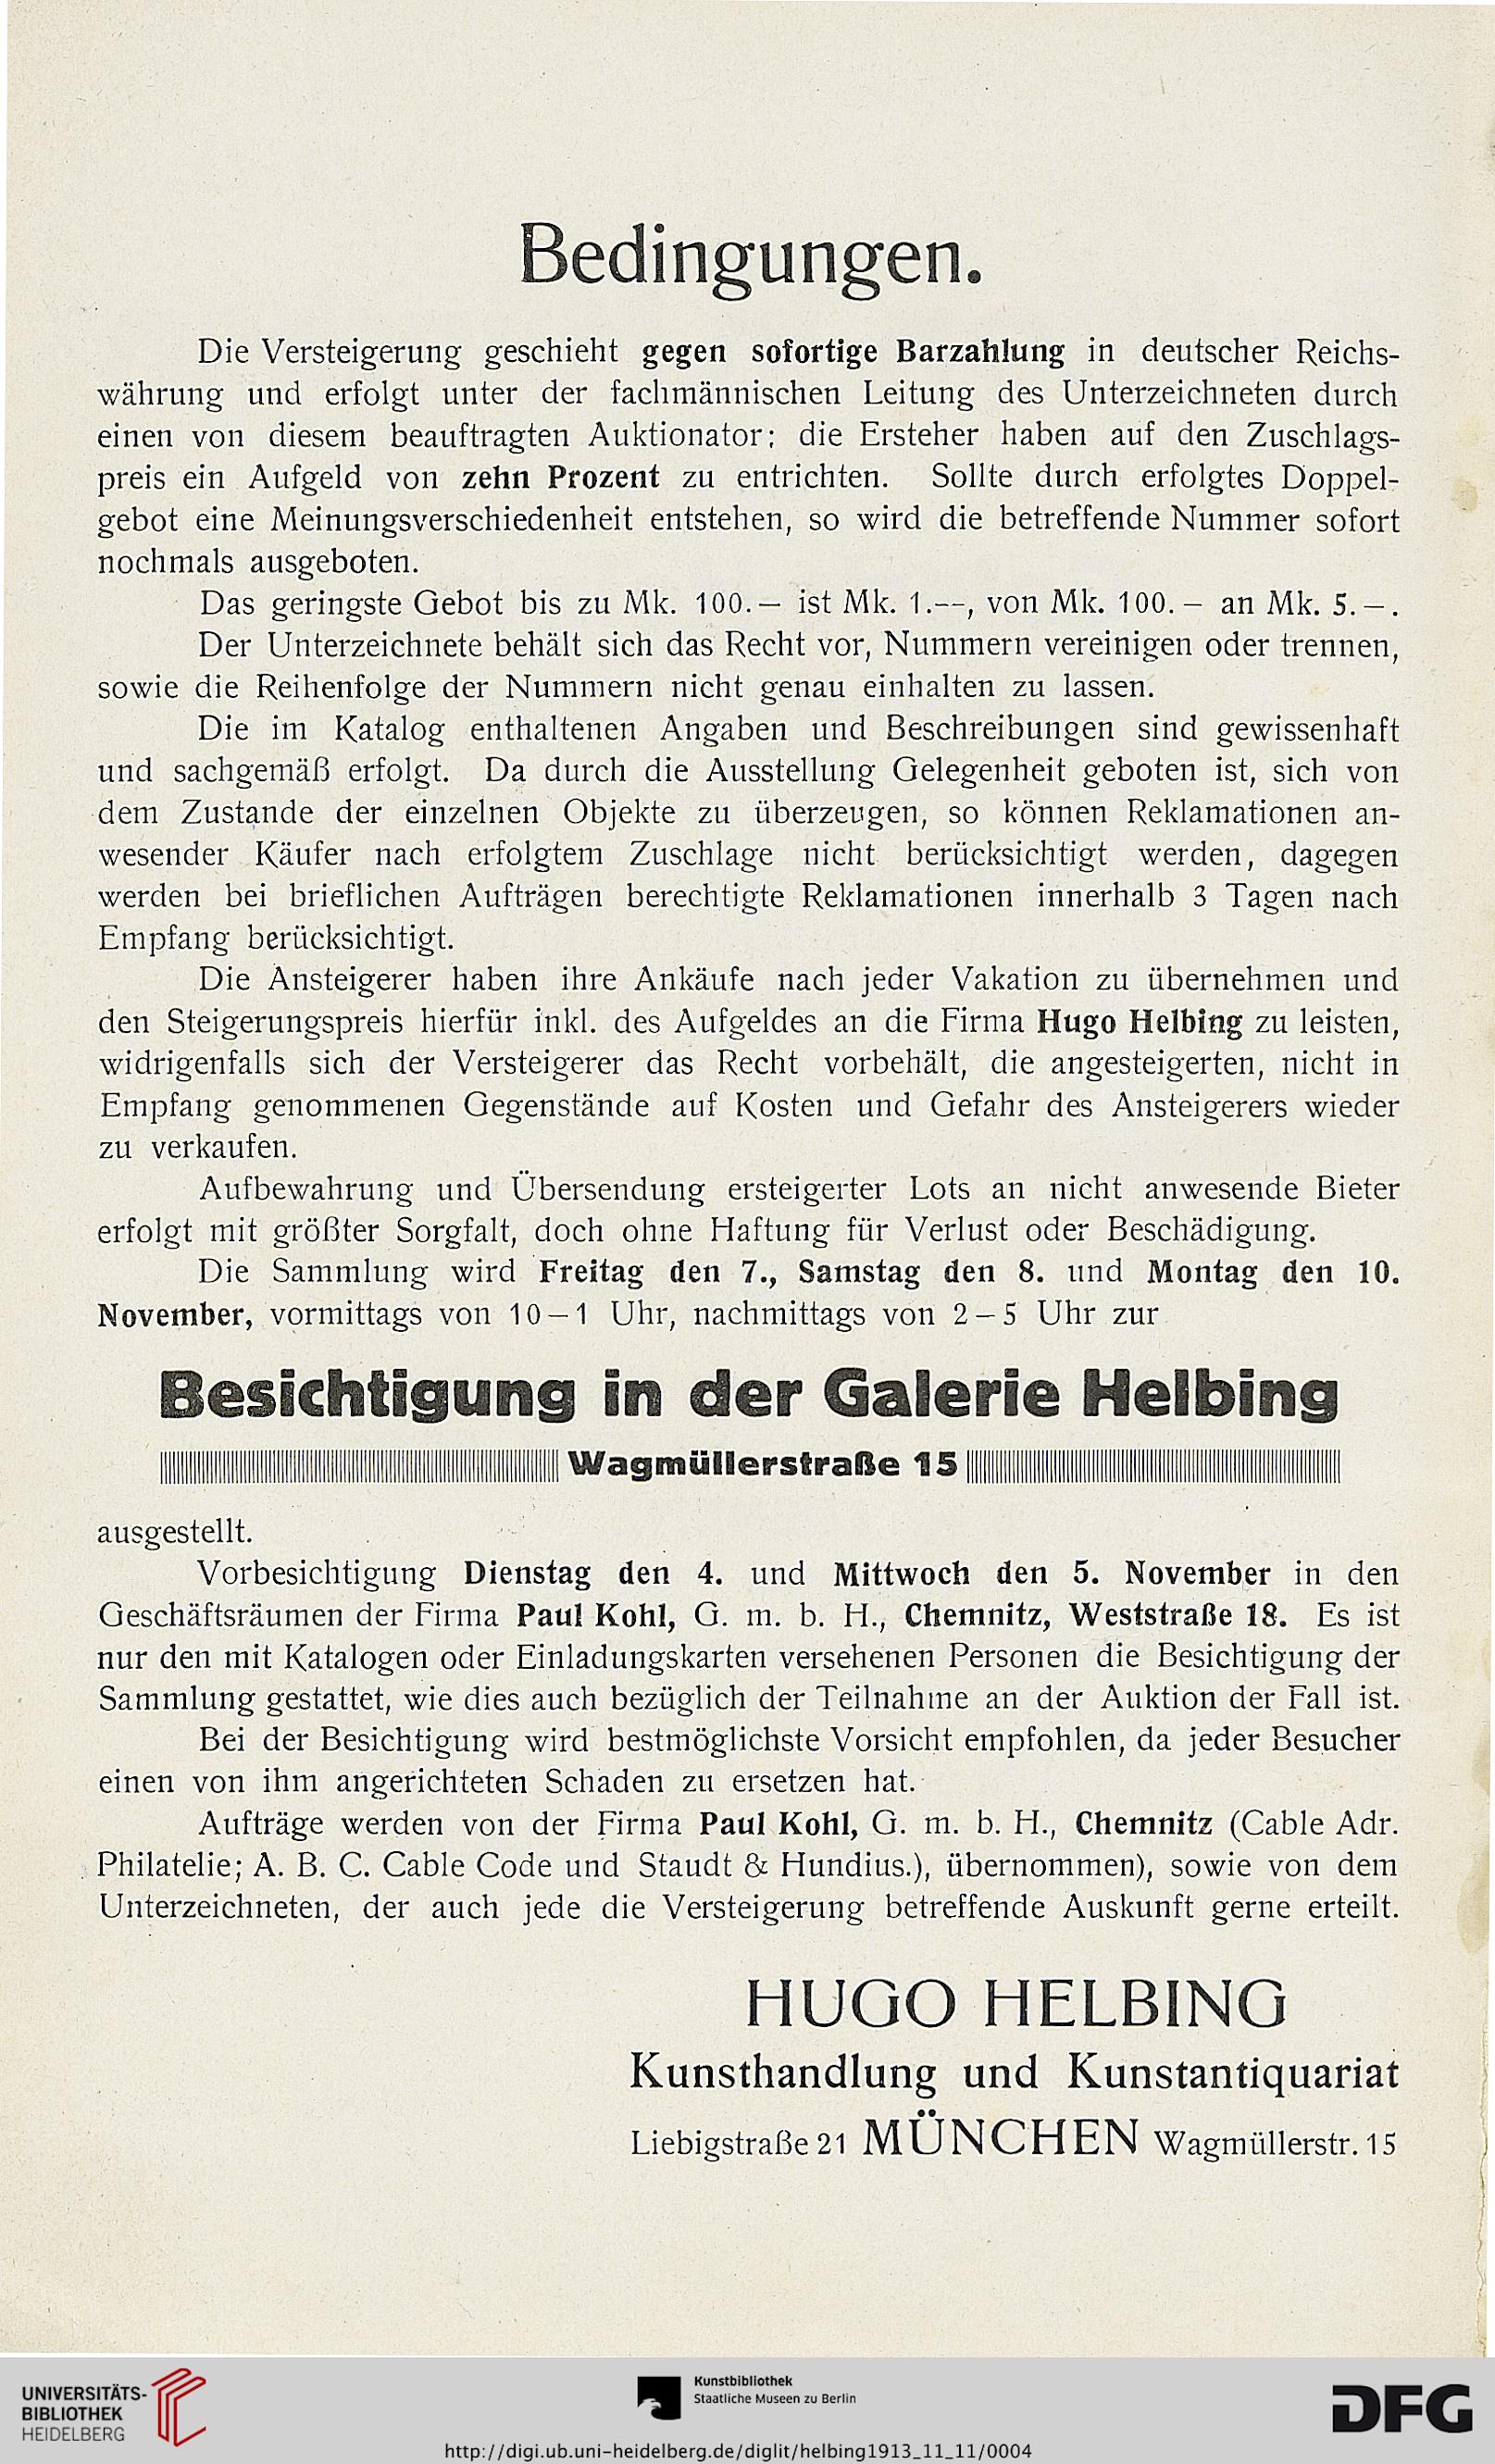 Bedingungen.
Die Versteigerung geschieht gegen sofortige Barzahlung in deutscher Reichs-
währung und erfolgt unter der fachmännischen Leitung des Unterzeichneten durch
einen von diesem beauftragten Auktionator; die Ersteher haben auf den Zuschlags-
preis ein Aufgeld von zehn Prozent zu entrichten. Sollte durch erfolgtes Doppel-
gebot eine Meinungsverschiedenheit entstehen, so wird die betreffende Nummer sofort
nochmals ausgeboten.
Das geringste Gebot bis zu Mk. 100.— ist Mk. 1.--, von Mk. 100.— an Mk. 5.—.
Der Unterzeichnete behält sich das Recht vor, Nummern vereinigen oder trennen,
sowie die Reihenfolge der Nummern nicht genau einhalten zu lassen.
Die im Katalog enthaltenen Angaben und Beschreibungen sind gewissenhaft
und sachgemäß erfolgt. Da durch die Ausstellung Gelegenheit geboten ist, sich von
dem Zustande der einzelnen Objekte zu überzeugen, so können Reklamationen an-
wesender Käufer nach erfolgtem Zuschlage nicht berücksichtigt werden, dagegen
werden bei brieflichen Aufträgen berechtigte Reklamationen innerhalb 3 Tagen nach
Empfang berücksichtigt.
Die Ansteigerer haben ihre Ankäufe nach jeder Vakation zu übernehmen und
den Steigerungspreis hierfür inkl. des Aufgeldes an die Firma Hugo Helbing zu leisten,
widrigenfalls sich der Versteigerer das Recht vorbehält, die angesteigerten, nicht in
Empfang genommenen Gegenstände auf Kosten und Gefahr des Ansteigerers wieder
zu verkaufen.
Aufbewahrung und Übersendung ersteigerter Lots an nicht anwesende Bieter
erfolgt mit größter Sorgfalt, doch ohne Haftung für Verlust oder Beschädigung.
Die Sammlung wird Freitag den 7., Samstag den 8. und Montag den 10.
November, vormittags von 10—1 Uhr, nachmittags von 2—5 Uhr zur
Besichtigung in der Galerie Helbing
Wagmüllerstraße 15
ausgestellt.
Vorbesichtigung Dienstag den 4. und Mittwoch den 5. November in den
Geschäftsräumen der Firma Paul Kohl, G. m. b. H., Chemnitz, Weststraße 18. Es ist
nur den mit Katalogen oder Einladungskarten versehenen Personen die Besichtigung der
Sammlung gestattet, wie dies auch bezüglich der Teilnahme an der Auktion der Fall ist.
Bei der Besichtigung wird bestmöglichste Vorsicht empfohlen, da jeder Besucher
einen von ihm angerichteten Schaden zu ersetzen hat.
Aufträge werden von der Firma Paul Kohl, G. m. b. H., Chemnitz (Cable Adr.
Philatelie; A. B. C. Cable Code und Staudt & Hundius.), übernommen), sowie von dem
Unterzeichneten, der auch jede die Versteigerung betreffende Auskunft gerne erteilt.
HUGO HELBING
Kunsthandlung und Kunstantiquariat
Liebigstraße 21 MÜNCHEN Wagmüllerstr. 15
UNIVERSITÄTS-
BIBLIOTHEK
HEIDELBERG
Kunstbibliothek
Staatliche Museen zu Berlin
DFG
http://digi.ub.uni-heidelberg.de/diglit/helbing1913_11_11/0004